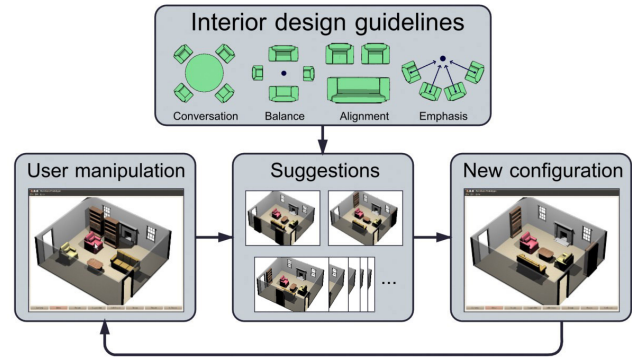 Interior design guidelines
Conversation
Balance
Alignment
Emphasis
User manipulation
Suggestions
New configuration
...